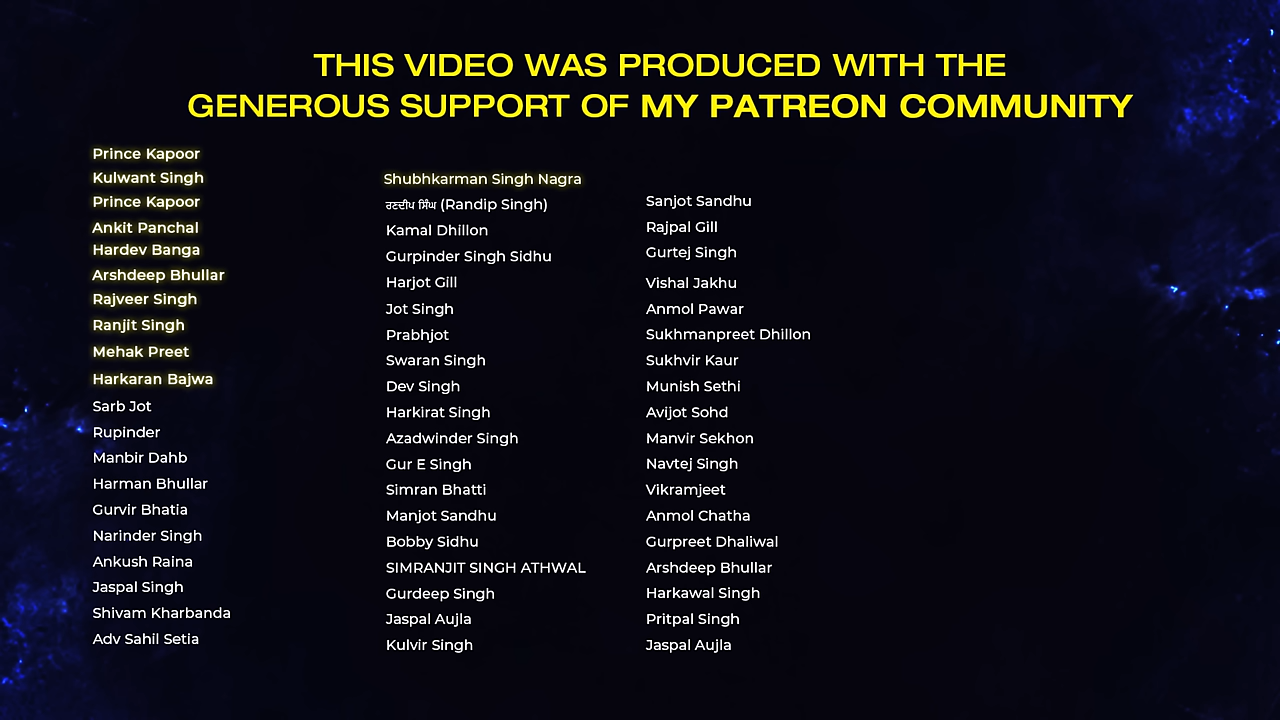 THIS VIDEO WAS PRODUCED WITH THE
GENEROUS SUPPORT OF MY PATREON COMMUNITY
Prince Kapoor
Kulwant Singh
Prince Kapoor
Ankit Panchal
Hardev Banga
Arshdeep Bhullar
Rajveer Singh
Ranjit Singh
Mehak Preet
Harkaran Bajwa
Sarb Jot
Rupinder
Manbir Dahb
Harman Bhullar
Gurvir Bhatia
Narinder Singh
Ankush Raina
Jaspal Singh
Shivam Kharbanda
Adv Sahil Setia
Shubhkarman Singh Nagra
ਰਣਦੀਪ ਸਿੰਘ (Randip Singh)
Kamal Dhillon
Gurpinder Singh Sidhu
Harjot Gill
Jot Singh
Prabhjot
Swaran Singh
Dev Singh
Harkirat Singh
Azadwinder Singh
Gur E Singh
Simran Bhatti
Manjot Sandhu
Bobby Sidhu
SIMRANJIT SINGH ATHWAL
Gurdeep Singh
Jaspal Aujla
Kulvir Singh
Sanjot Sandhu
Rajpal Gill
Gurtej Singh
Vishal Jakhu
Anmol Pawar
Sukhmanpreet Dhillon
Sukhvir Kaur
Munish Sethi
Avijot Sohd
Manvir Sekhon
Navtej Singh
Vikramjeet
Anmol Chatha
Gurpreet Dhaliwal
Arshdeep Bhullar
Harkawal Singh
Pritpal Singh
Jaspal Aujla